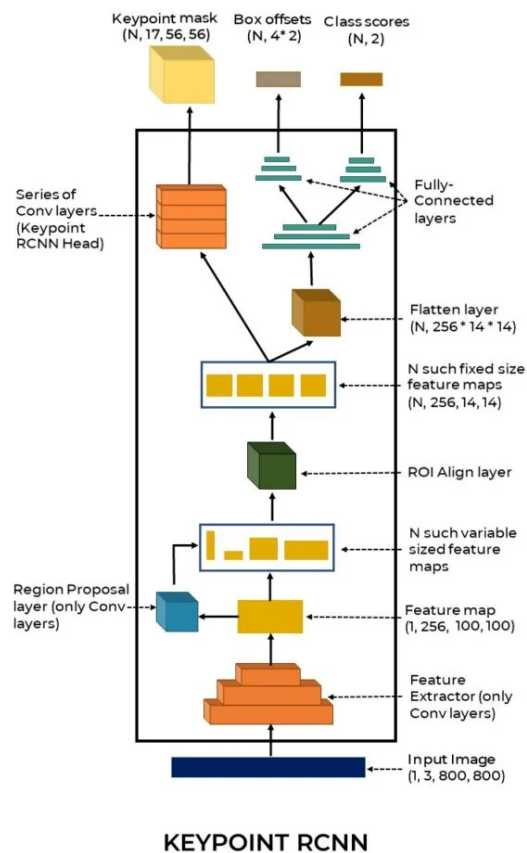 Keypoint mask
(N, 17, 56, 56)
Box offsets
(N, 4* 2)
Class scores
(N, 2)
Series of
Conv layers
(Keypoint
RCNN Head)
Fully-
Connected
layers
Flatten layer
(N, 256 * 14 * 14)
N such fixed size
feature maps
(N, 256, 14, 14)
ROI Align layer
N such variable
sized feature
maps
Region Proposal
layer (only Conv
layers)
Feature map
(1, 256, 100, 100)
Feature
Extractor (only
Conv layers)
Input Image
(1, 3, 800, 800)
KEYPOINT RCNN